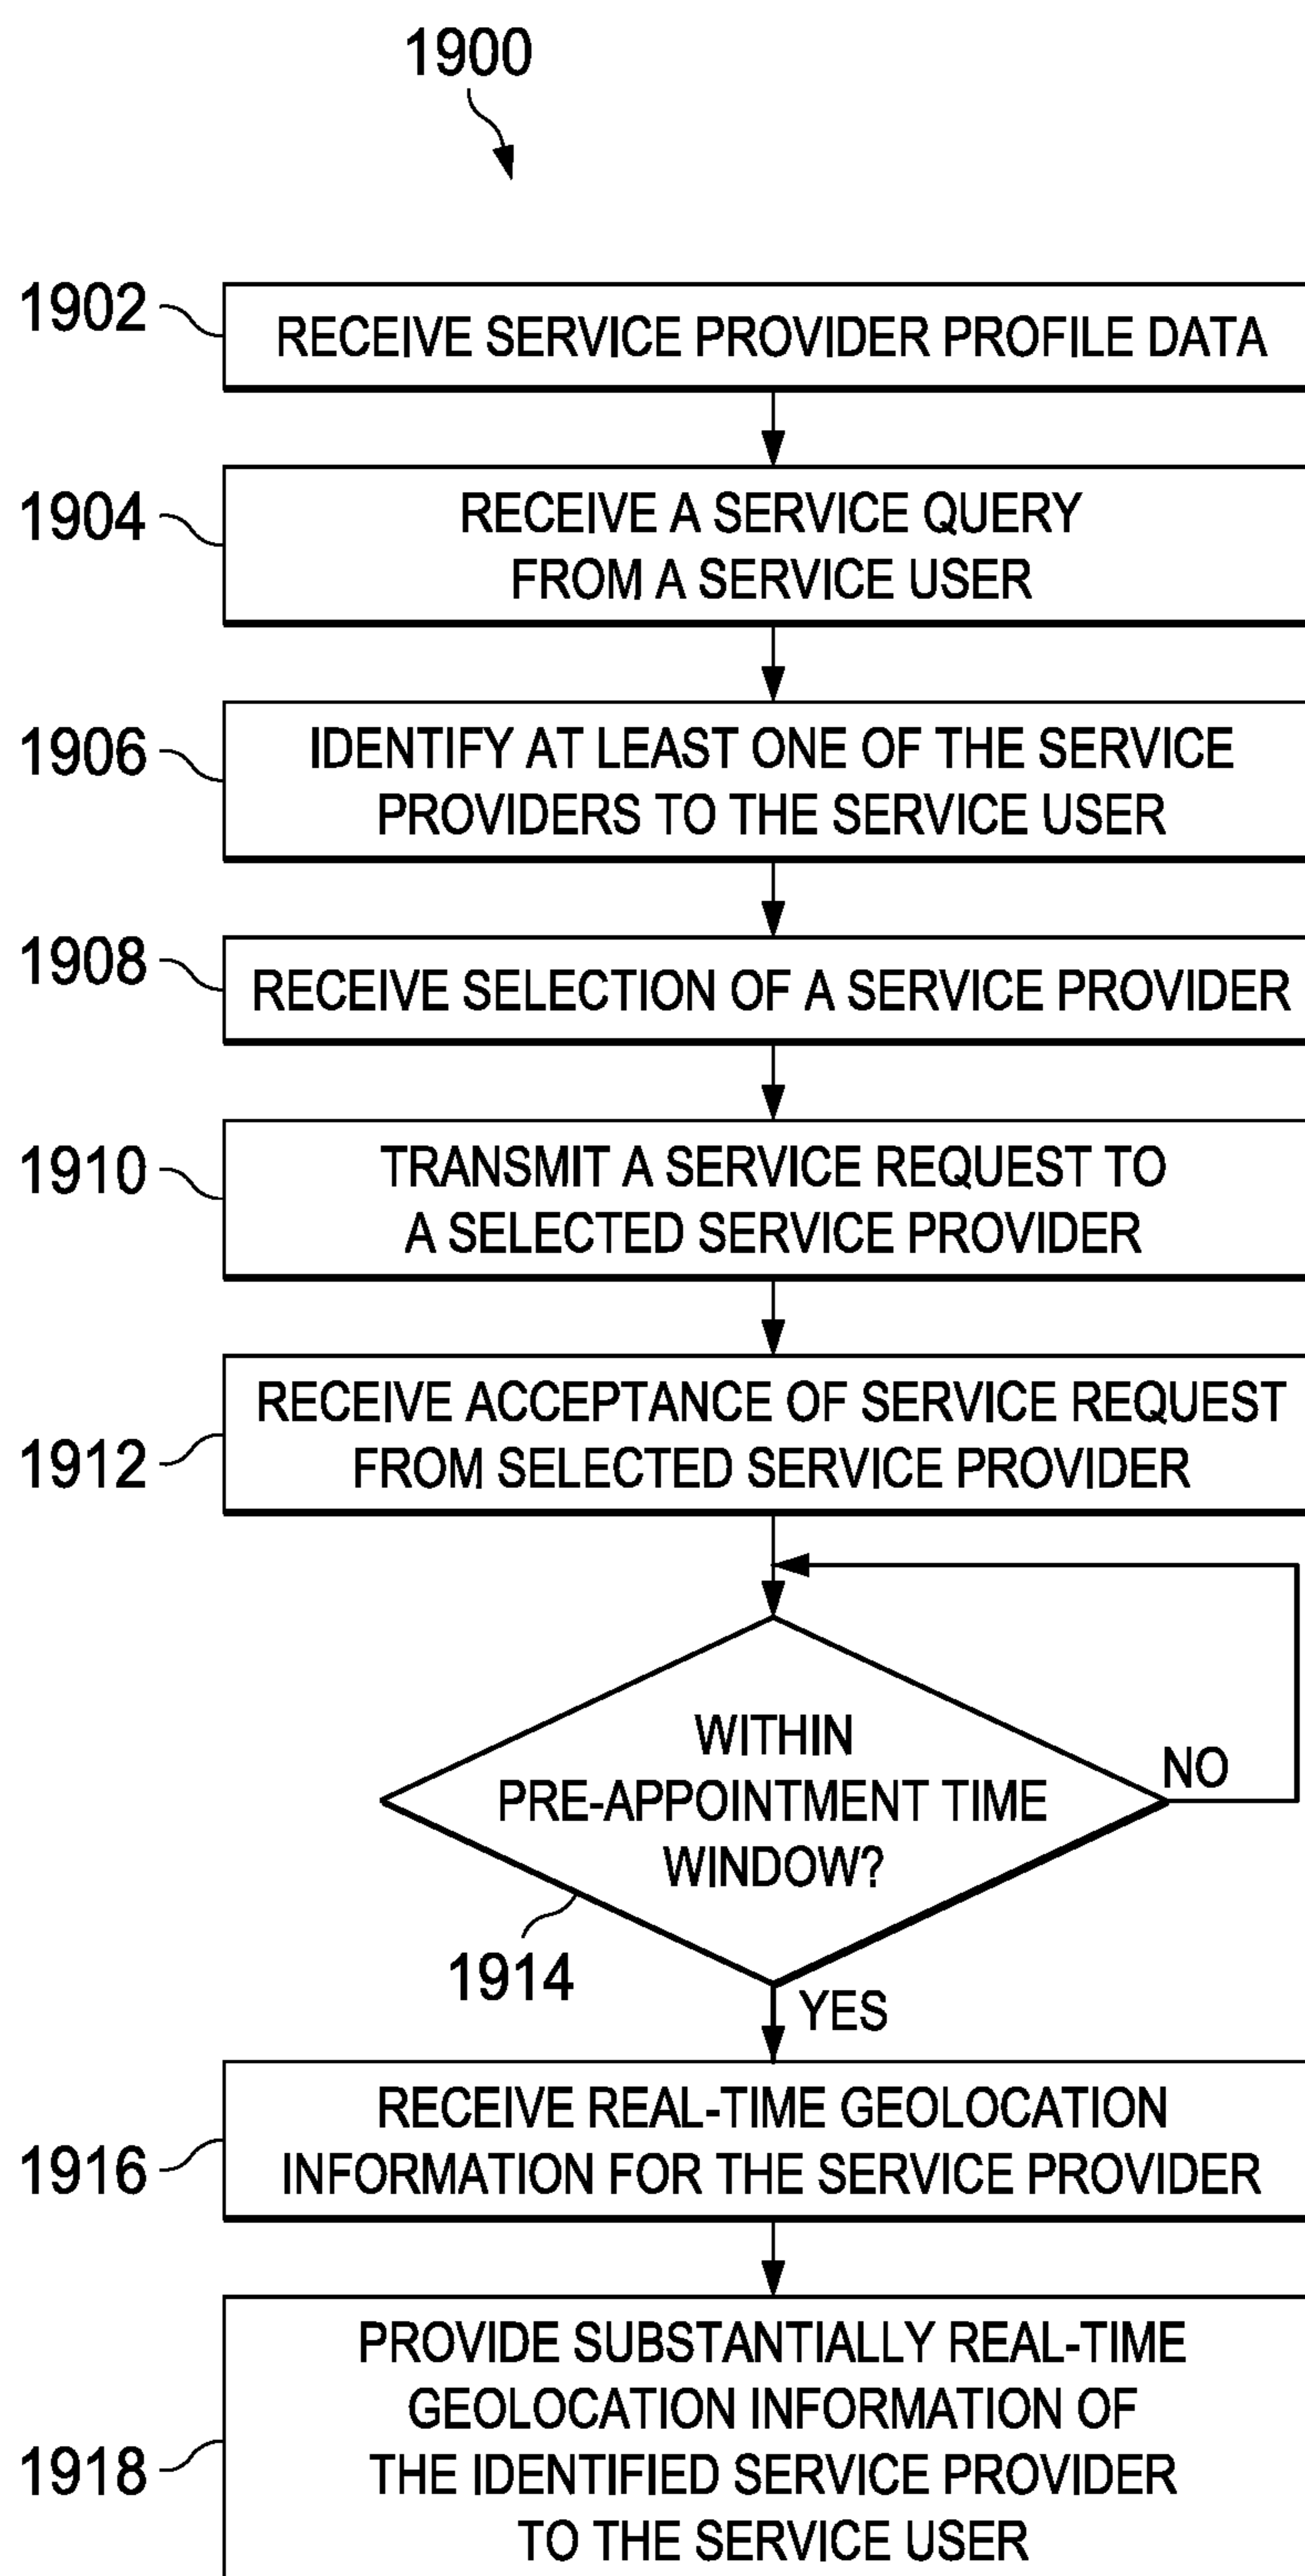 1900
1902
RECEIVE SERVICE PROVIDER PROFILE DATA
1904
RECEIVE A SERVICE QUERY
FROM A SERVICE USER
1906
IDENTIFY AT LEAST ONE OF THE SERVICE
PROVIDERS TO THE SERVICE USER
1908
RECEIVE SELECTION OF A SERVICE PROVIDER
1910
TRANSMIT A SERVICE REQUEST TO
A SELECTED SERVICE PROVIDER
1912
RECEIVE ACCEPTANCE OF SERVICE REQUEST
FROM SELECTED SERVICE PROVIDER
WITHIN
PRE-APPOINTMENT TIME
WINDOW?
NO
1914
YES
1916
RECEIVE REAL-TIME GEOLOCATION
INFORMATION FOR THE SERVICE PROVIDER
1918
PROVIDE SUBSTANTIALLY REAL-TIME
GEOLOCATION INFORMATION OF
THE IDENTIFIED SERVICE PROVIDER
TO THE SERVICE USER